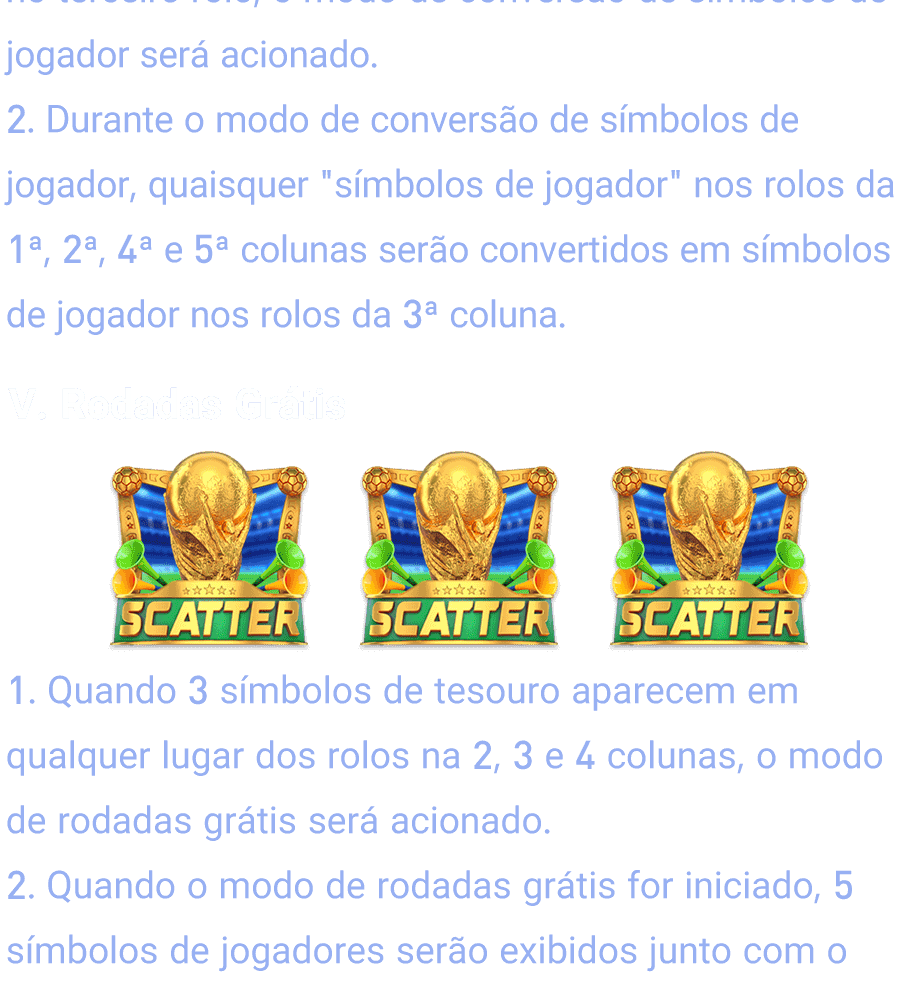 jogador será acionado.
2. Durante o modo de conversão de símbolos de
jogador, quaisquer "símbolos de jogador" nos rolos da
1ª, 2ª, 4ª e 5ª colunas serão convertidos em símbolos
de jogador nos rolos da 3ª coluna.
V. Rodadas Grátis
SCATTER SCATTER SCATTER
1. Quando 3 símbolos de tesouro aparecem em
qualquer lugar dos rolos na 2, 3 e 4 colunas, o modo
de rodadas grátis será acionado.
2. Quando o modo de rodadas grátis for iniciado, 5
símbolos de jogadores serão exibidos junto com o